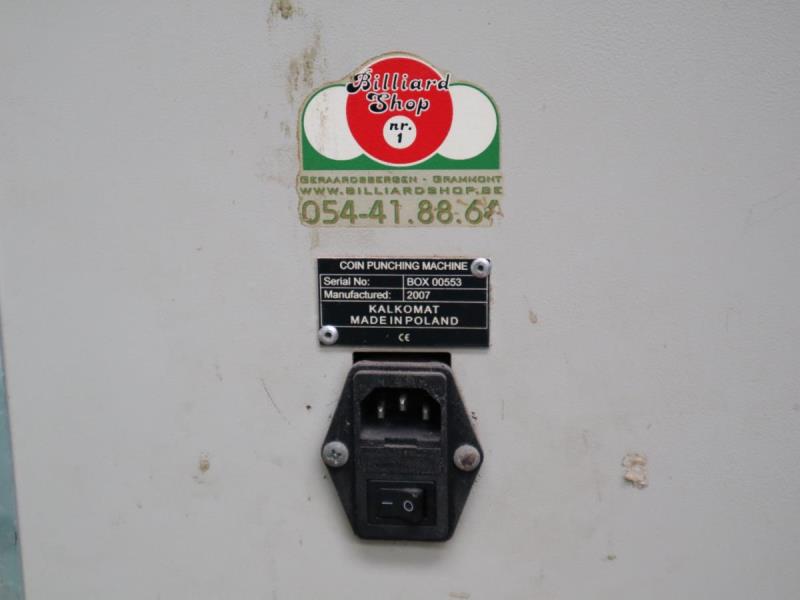 Billiard
Shop
nr.
1
GERAARDSBERGEN - GRAMMONT
WWW.BILLIARDSHOP.BE
054-41.88.64
COIN PUNCHING MACHINE
Serial No: BOX 00553
Manufactured: 2007
KALKOMAT
MADE IN POLAND
CE
I O